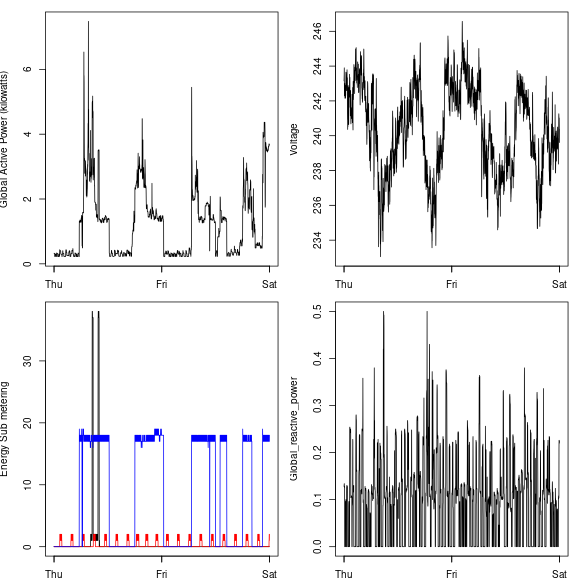 Global Active Power (kilowatts)
0 2 4 6
Thu Fri Sat
Voltage
234 236 238 240 242 244 246
Thu Fri Sat
Energy Sub metering
0 10 20 30
Thu Fri Sat
Global_reactive_power
0.0 0.1 0.2 0.3 0.4 0.5
Thu Fri Sat